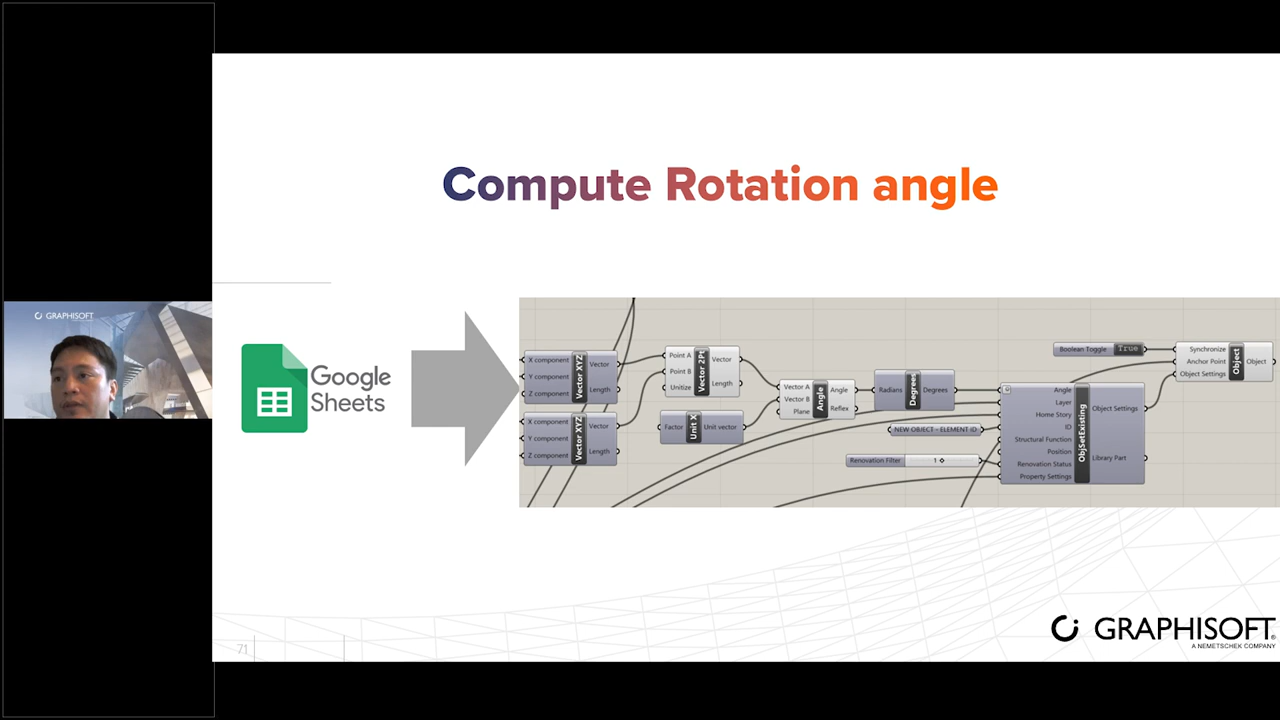 GRAPHISOFT
Compute Rotation angle
Google
Sheets
X component
Y component
Z component
Vector XYZ
Vector
Length
X component
Y component
Z component
Vector XYZ
Vector
Length
Point A
Point B
Unitize
Vector 2Pt
Vector
Length
Factor
Unit X
Unit vector
Vector A
Vector B
Plane
Angle
Angle
Reflex
Radians
Degrees
Degrees
NEW OBJECT - ELEMENT ID
Renovation Filter
1
Boolean Toggle
True
Angle
Layer
Home Story
ID
Structural Function
Position
Renovation Status
Property Settings
ObjSetExisting
Object Settings
Library Part
Synchronize
Anchor Point
Object Settings
Object
Object
71
GRAPHISOFT®
A NEMETSCHEK COMPANY